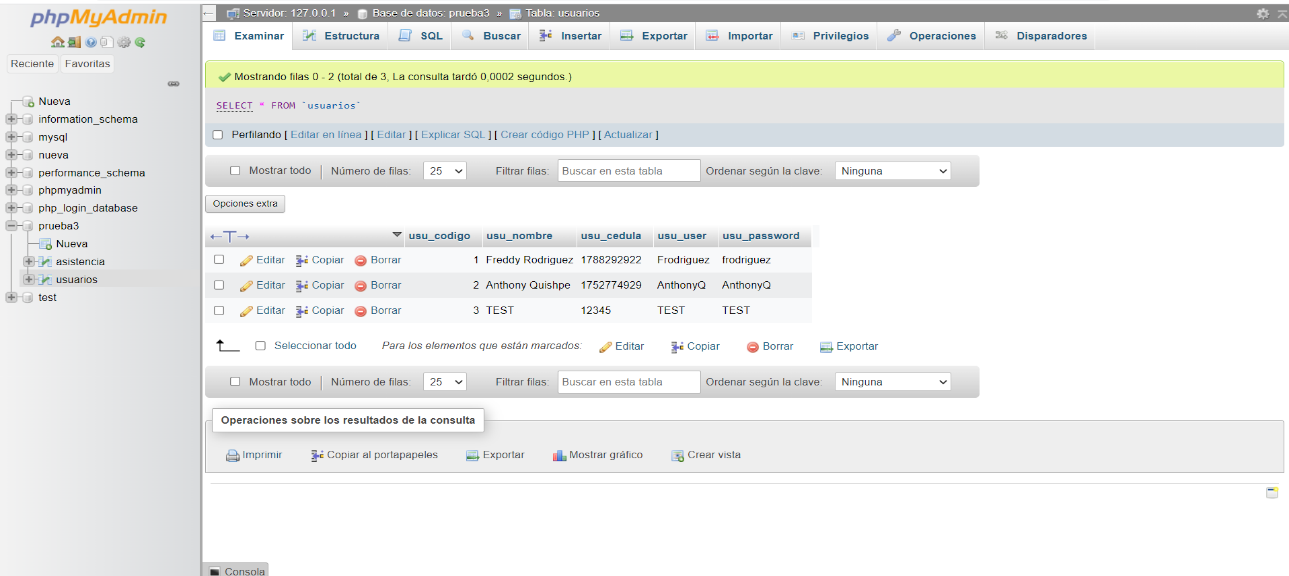 phpMyAdmin
Reciente Favoritas
Nueva
information_schema
mysql
nueva
performance_schema
phpmyadmin
php_login_database
prueba3
Nueva
asistencia
usuarios
test
Servidor: 127.0.0.1 » Base de datos: prueba3 » Tabla: usuarios
Examinar Estructura SQL Buscar Insertar Exportar Importar Privilegios Operaciones Disparadores
Mostrando filas 0 - 2 (total de 3, La consulta tardó 0,0002 segundos.)
SELECT * FROM `usuarios`
Perfilando [ Editar en línea ] [ Editar ] [ Explicar SQL ] [ Crear código PHP ] [ Actualizar ]
Mostrar todo | Número de filas: 25 Filtrar filas: Buscar en esta tabla Ordenar según la clave: Ninguna
Opciones extra
←T→ usu_codigo usu_nombre usu_cedula usu_user usu_password
Editar Copiar Borrar 1 Freddy Rodriguez 1788292922 Frodriguez frodriguez
Editar Copiar Borrar 2 Anthony Quishpe 1752774929 AnthonyQ AnthonyQ
Editar Copiar Borrar 3 TEST 12345 TEST TEST
Seleccionar todo Para los elementos que están marcados: Editar Copiar Borrar Exportar
Mostrar todo | Número de filas: 25 Filtrar filas: Buscar en esta tabla Ordenar según la clave: Ninguna
Operaciones sobre los resultados de la consulta
Imprimir Copiar al portapapeles Exportar Mostrar gráfico Crear vista
Consola